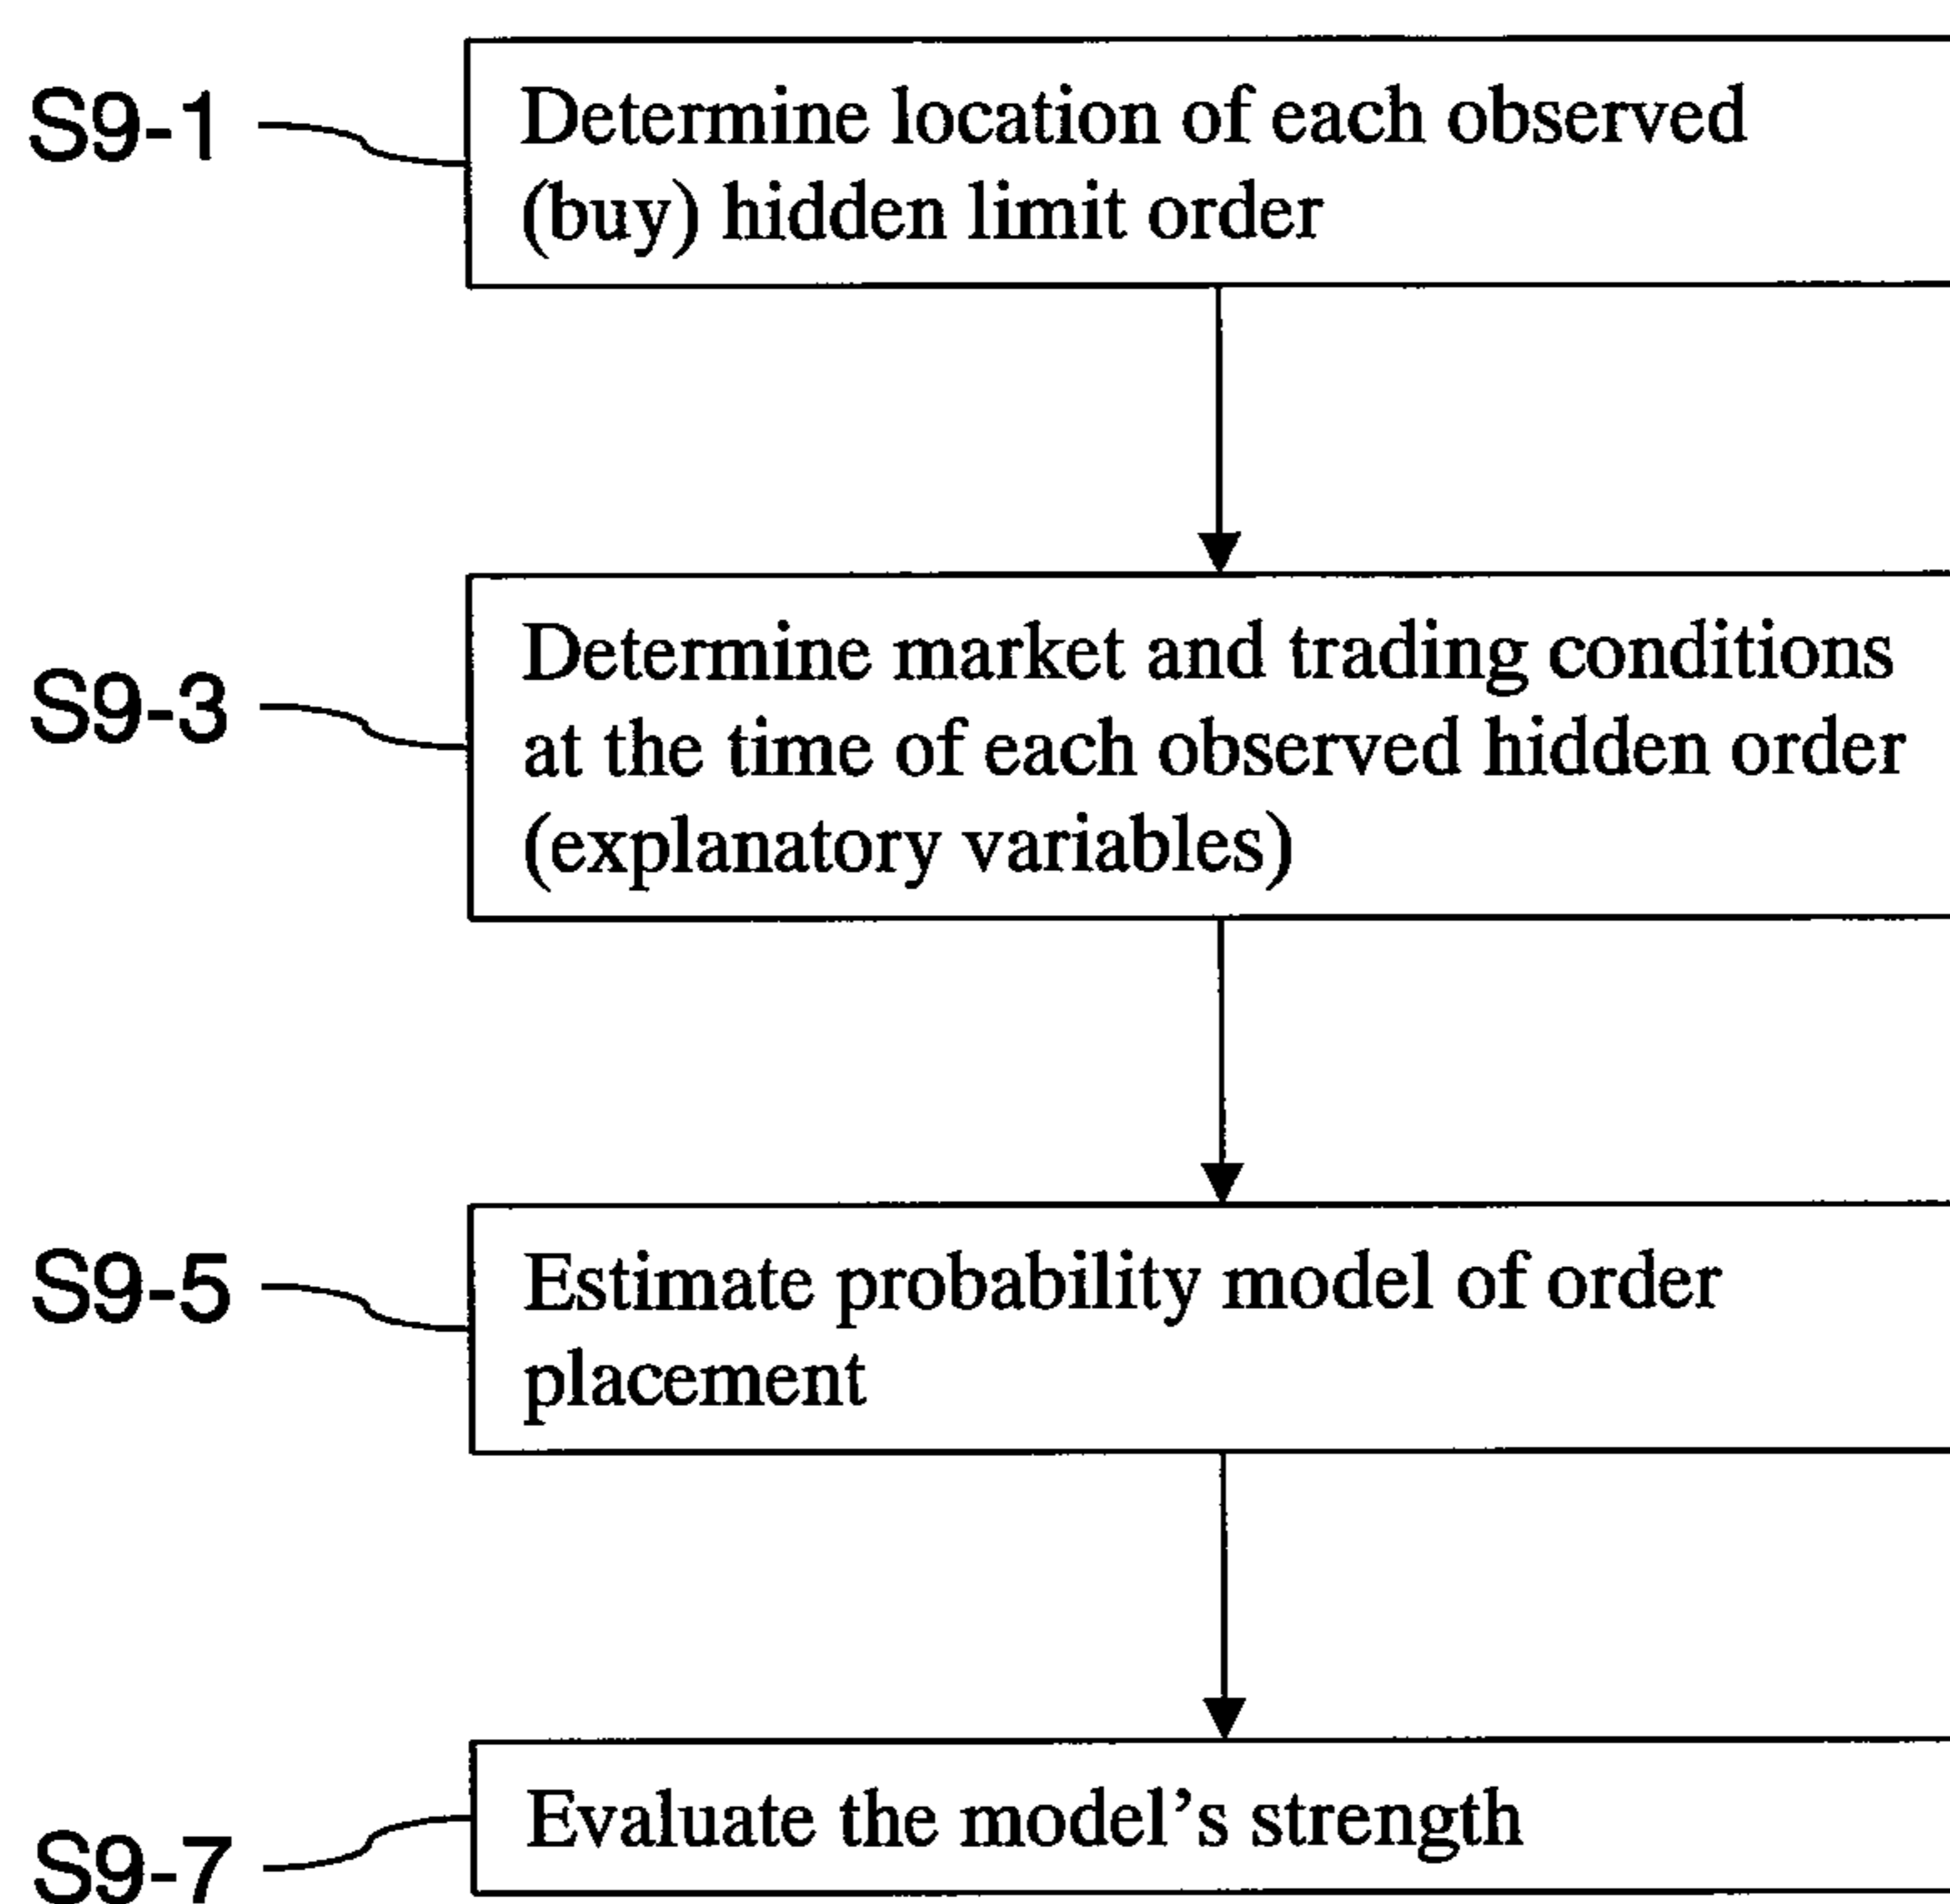 S9-1
Determine location of each observed
(buy) hidden limit order
S9-3
Determine market and trading conditions
at the time of each observed hidden order
(explanatory variables)
S9-5
Estimate probability model of order
placement
S9-7
Evaluate the model's strength